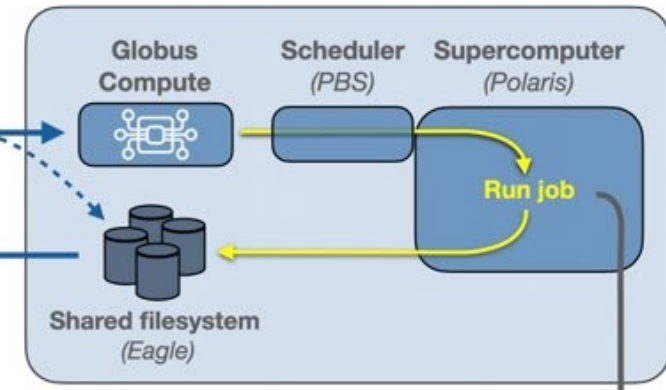 Globus
Compute
Scheduler
(PBS)
Supercomputer
(Polaris)
Run job
Shared filesystem
(Eagle)